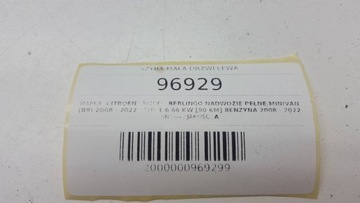 SZYBA MAŁA DRZWI LEWA
96929
MARKA: CITROEN MODEL: BERLINGO NADWOZIE PEŁNE/MINIVAN
(B9) 2008 - 2022 1.6 66 KW [90 KM] BENZYNA 2008 - 2022
JAKOŚĆ: A
2000000969299